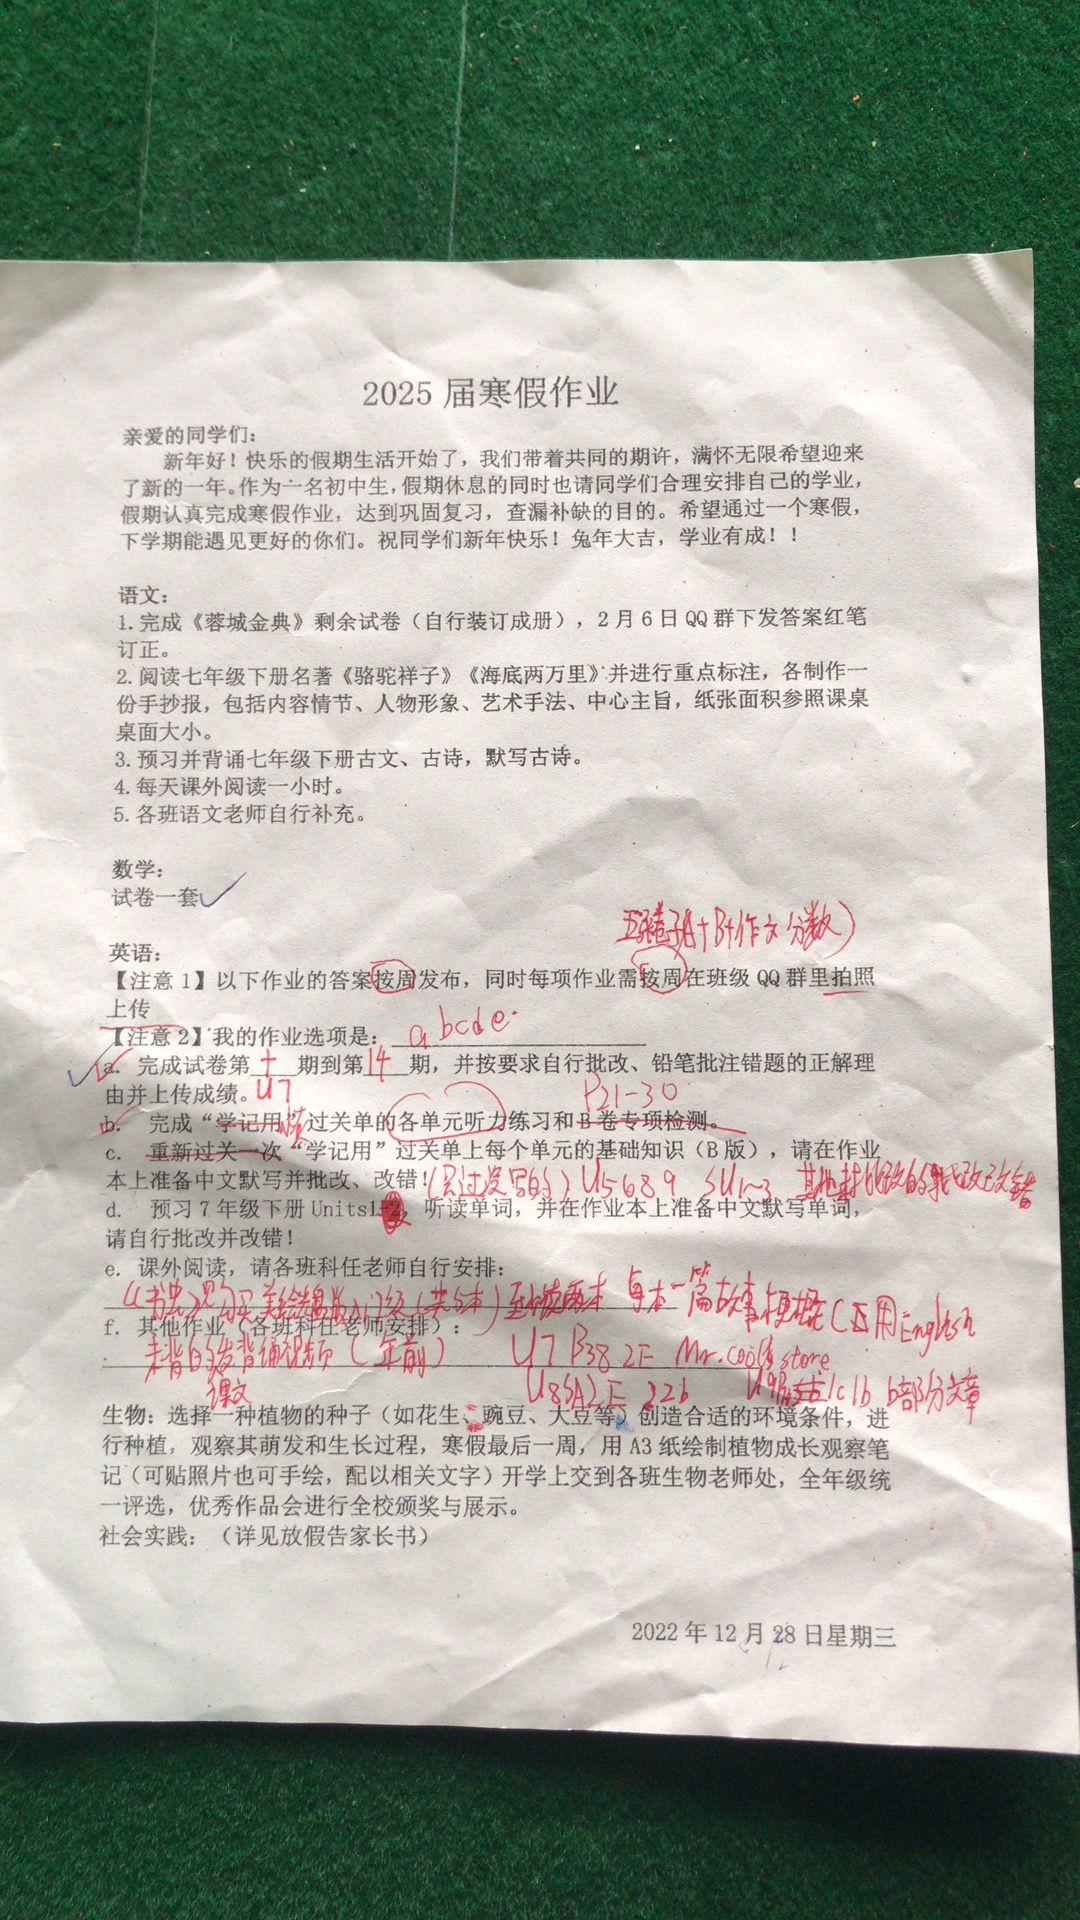 2025 届寒假作业
亲爱的同学们：
新年好！快乐的假期生活开始了，我们带着共同的期许，满怀无限希望迎来
了新的一年。作为一名初中生，假期休息的同时也请同学们合理安排自己的学业，
假期认真完成寒假作业，达到巩固复习，查漏补缺的目的。希望通过一个寒假，
下学期能遇见更好的你们。祝同学们新年快乐！兔年大吉，学业有成！！
语文：
1. 完成《蓉城金典》剩余试卷（自行装订成册），2 月 6 日 QQ 群下发答案红笔
订正。
2. 阅读七年级下册名著《骆驼祥子》《海底两万里》并进行重点标注，各制作一
份手抄报，包括内容情节、人物形象、艺术手法、中心主旨，纸张面积参照课桌
桌面大小。
3. 预习并背诵七年级下册古文、古诗，默写古诗。
4. 每天课外阅读一小时。
5. 各班语文老师自行补充。
数学：
试卷一套
A+B+作文分数）
英语：
【注意 1】以下作业的答案按周发布，同时每项作业需按周在班级 QQ 群里拍照
上传
【注意 2】我的作业选项是： abcde.
a. 完成试卷第 十 期到第 14 期，并按要求自行批改、铅笔批注错题的正解理
由并上传成绩。 U7 P21-30
b. 完成“学记用”过关单的各单元听力练习和 B 卷专项检测。
c. 重新过关一次“学记用”过关单上每个单元的基础知识（B 版），请在作业
本上准备中文默写并批改、改错！（只过没写的）U5689 SU1-3
d. 预习 7 年级下册 Units1-2，听读单词，并在作业本上准备中文默写单词，
请自行批改并改错！
e. 课外阅读，请各班科任老师自行安排：
《书虫》 美绘 版入门级（共5本） 至少读两本 每本一篇故事梗概（ 用English
f. 其他作业（各班科任老师安排）：
未背的 发背诵视频（年前） U7 P38 2F Mr. cool's store
课文 U8 SA 2E 22b 1c1b b部分文章
生物：选择一种植物的种子（如花生、豌豆、大豆等）创造合适的环境条件，进
行种植，观察其萌发和生长过程，寒假最后一周，用 A3 纸绘制植物成长观察笔
记（可贴照片也可手绘，配以相关文字）开学上交到各班生物老师处，全年级统
一评选，优秀作品会进行全校颁奖与展示。
社会实践：（详见放假告家长书）
2022 年 12 月 28 日星期三